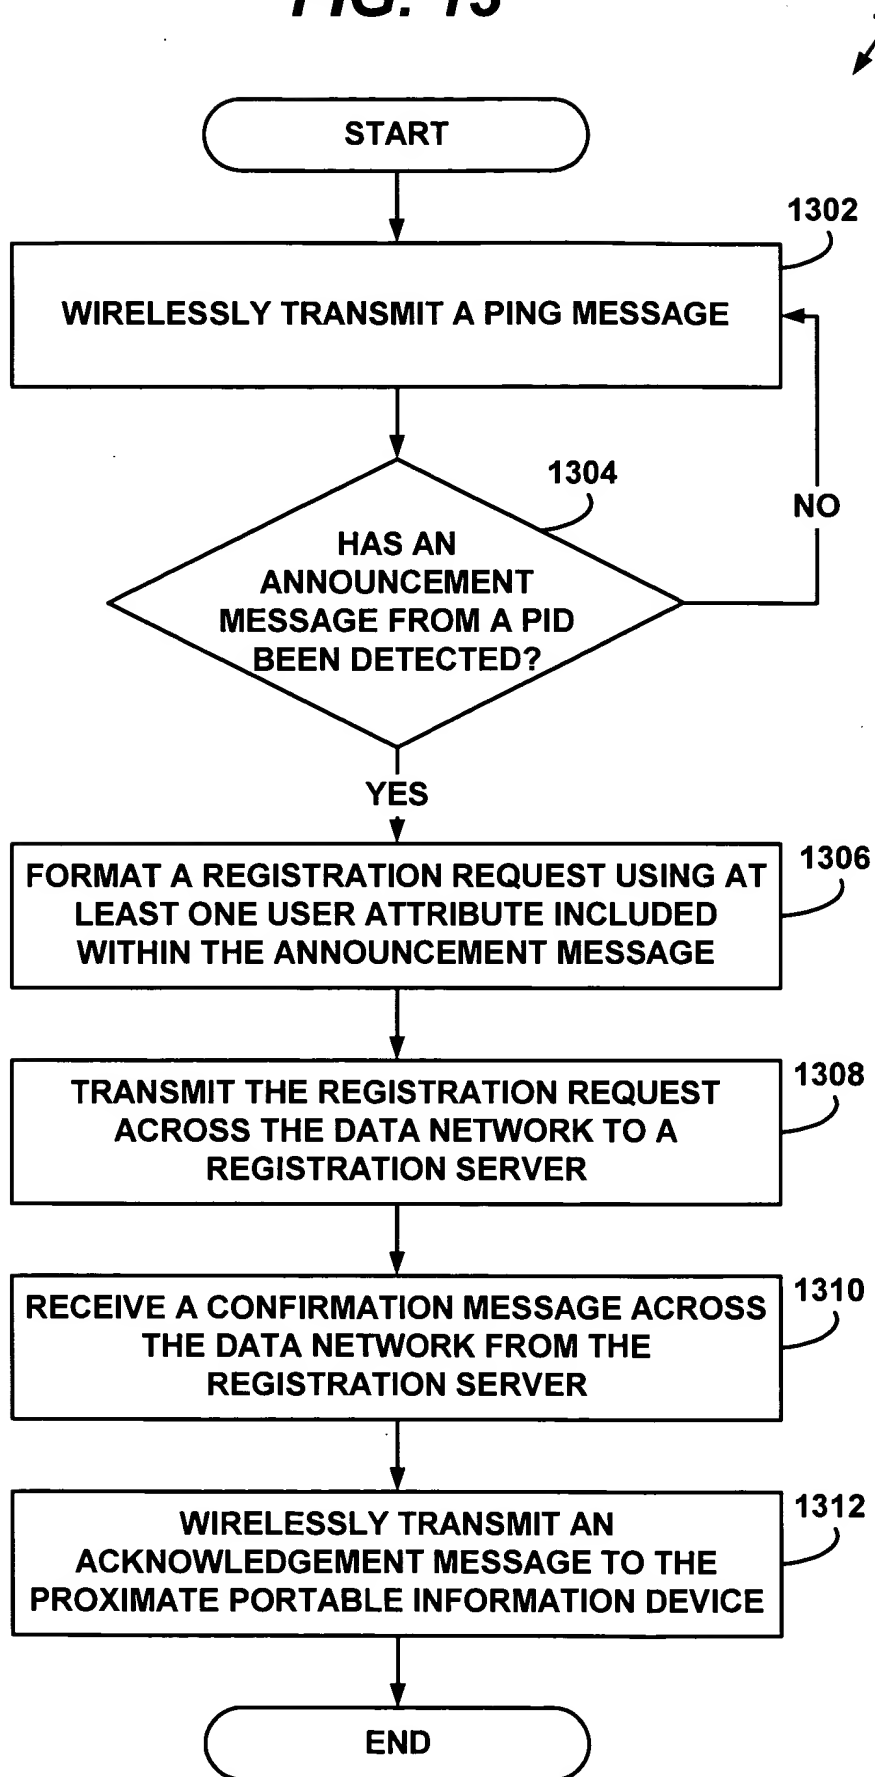 FIG. 13
START
1302
WIRELESSLY TRANSMIT A PING MESSAGE
1304
HAS AN
ANNOUNCEMENT
MESSAGE FROM A PID
BEEN DETECTED?
NO
YES
1306
FORMAT A REGISTRATION REQUEST USING AT
LEAST ONE USER ATTRIBUTE INCLUDED
WITHIN THE ANNOUNCEMENT MESSAGE
1308
TRANSMIT THE REGISTRATION REQUEST
ACROSS THE DATA NETWORK TO A
REGISTRATION SERVER
1310
RECEIVE A CONFIRMATION MESSAGE ACROSS
THE DATA NETWORK FROM THE
REGISTRATION SERVER
1312
WIRELESSLY TRANSMIT AN
ACKNOWLEDGEMENT MESSAGE TO THE
PROXIMATE PORTABLE INFORMATION DEVICE
END